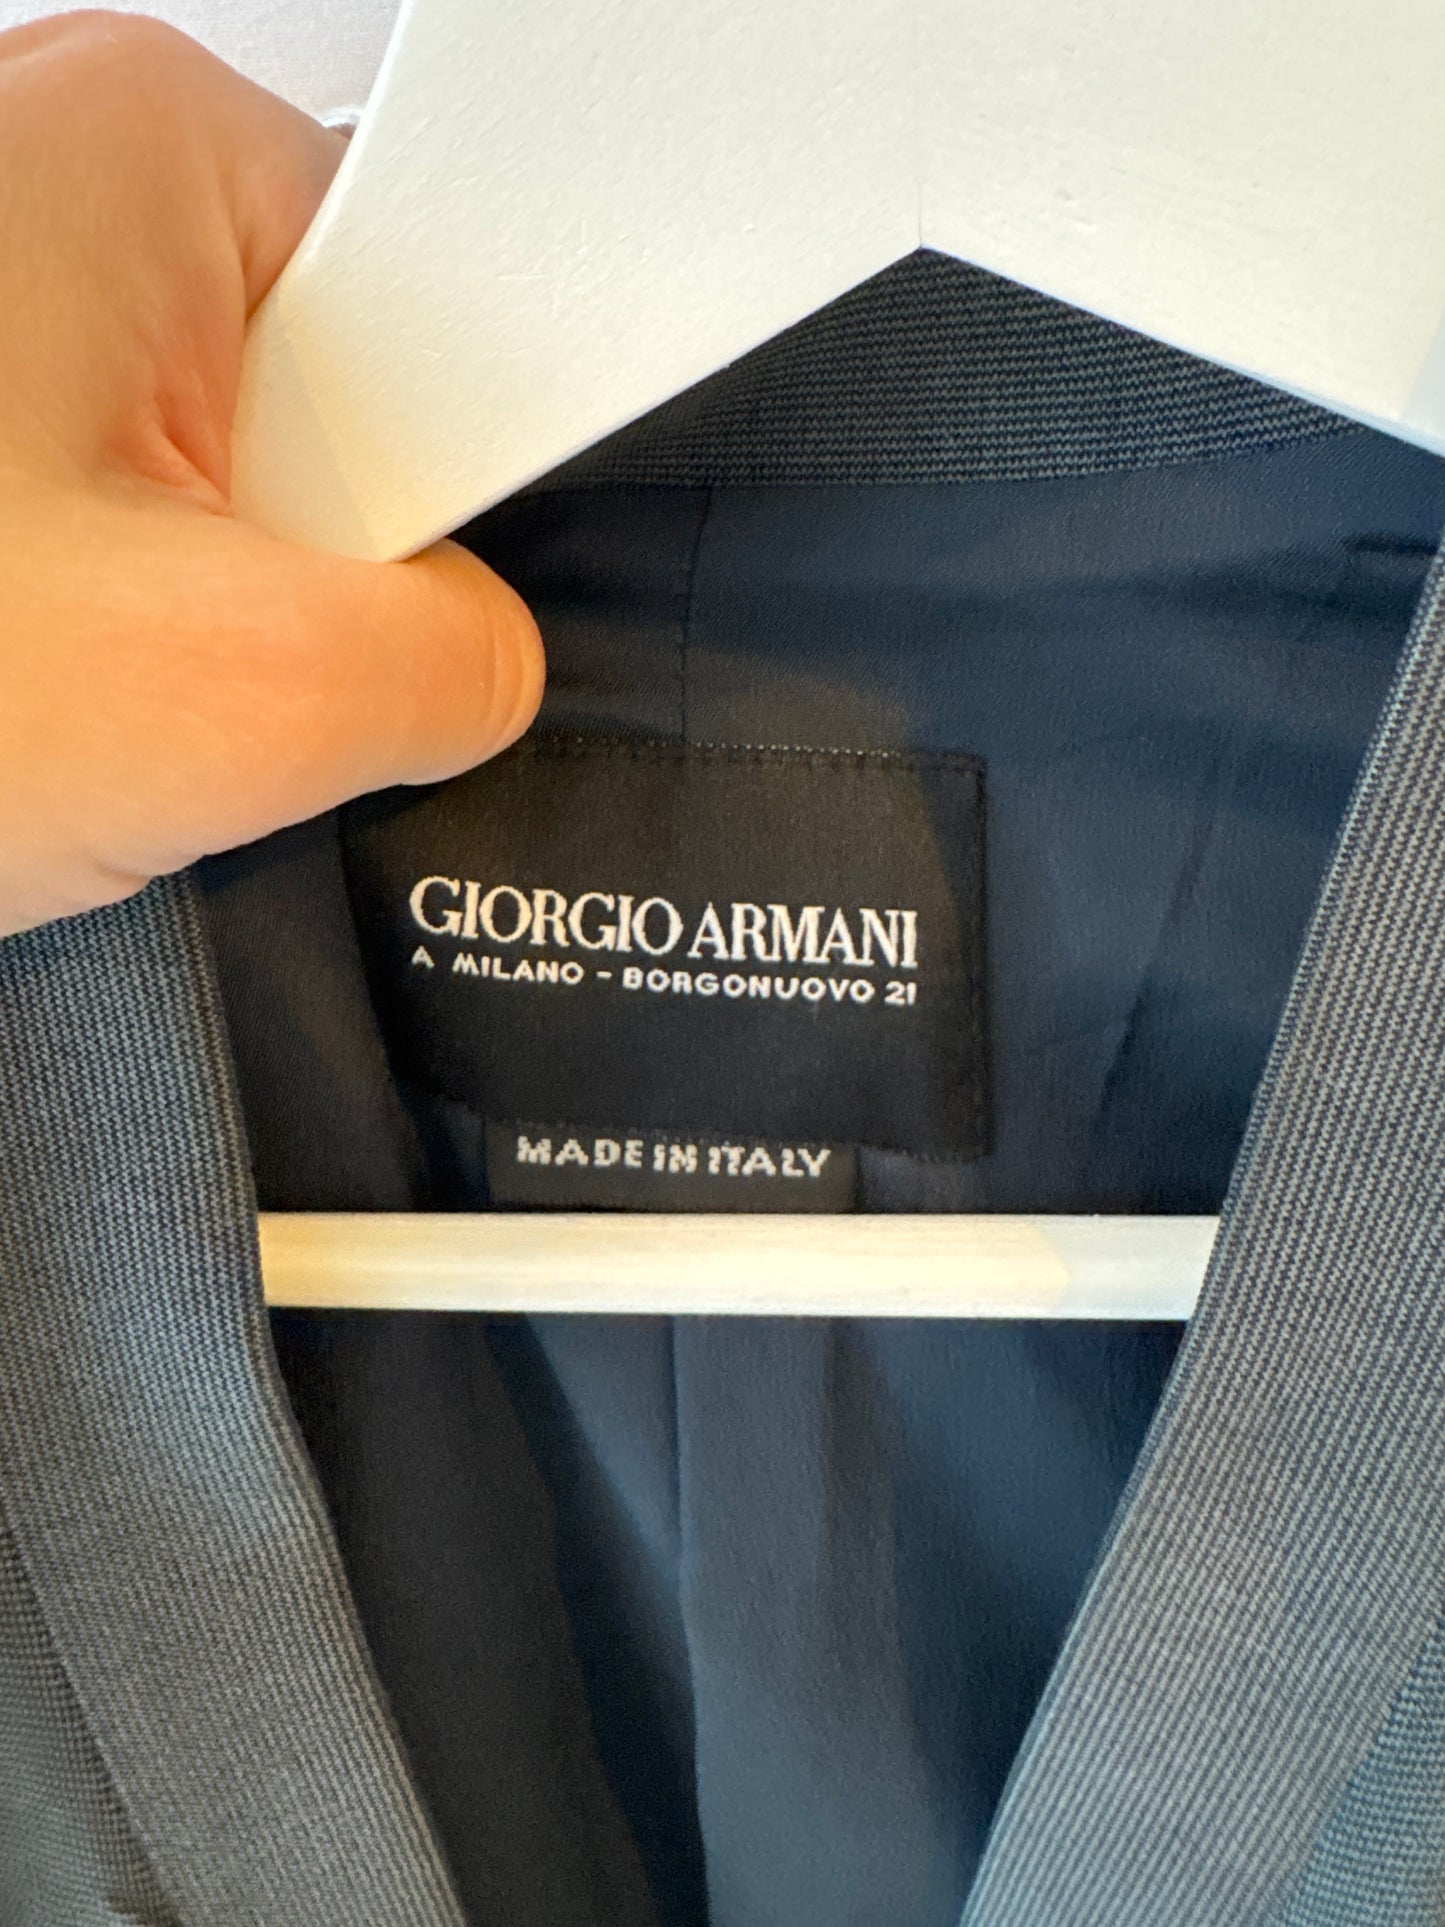 GIORGIO ARMANI
A MILANO - BORGONUOVO 21
MADE IN ITALY